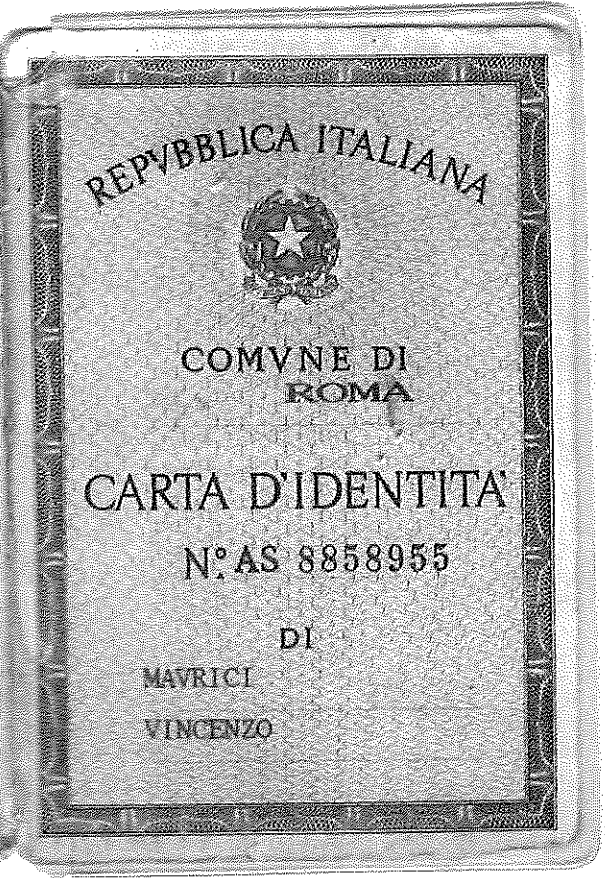 REPVBBLICA ITALIANA
COMVNE DI
ROMA
CARTA D'IDENTITA'
N° AS 8858955
DI
MAVRICI
VINCENZO